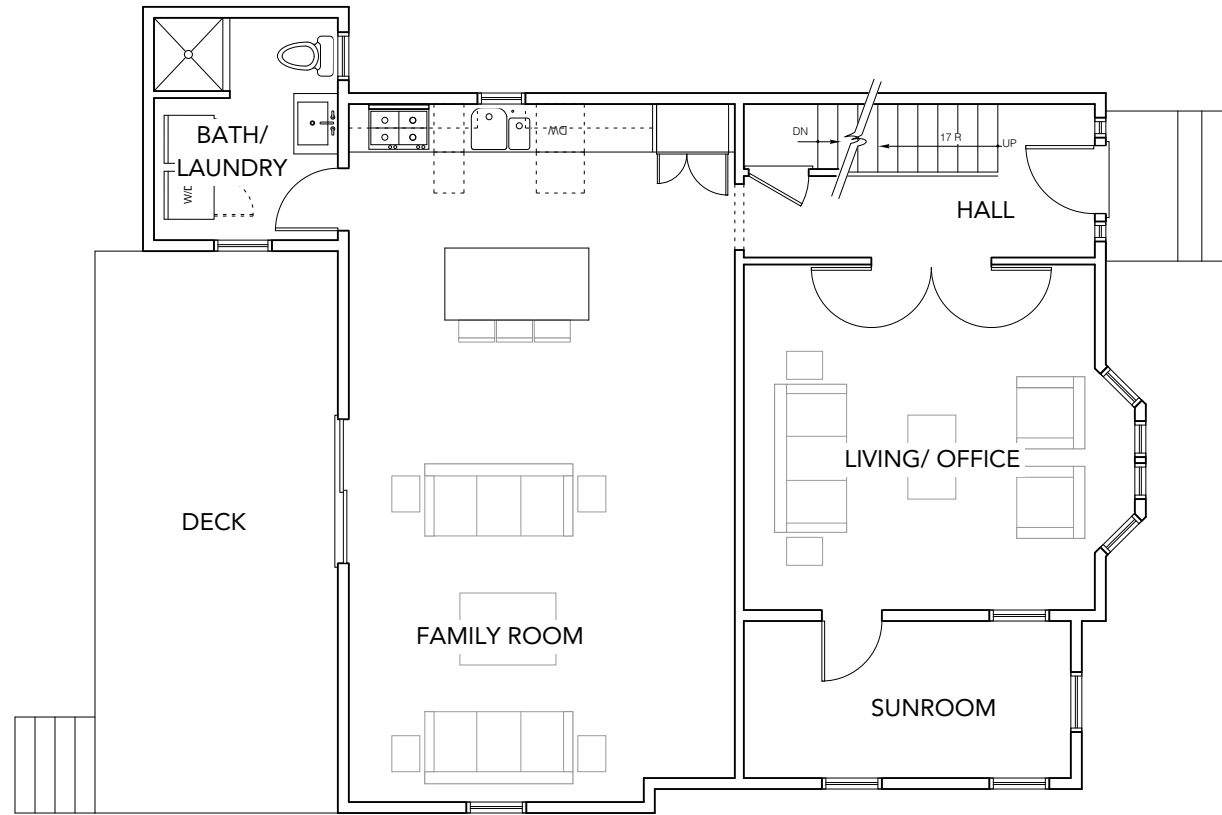 BATH/
LAUNDRY
W/D
DW
DN
17 R
UP
HALL
LIVING/ OFFICE
DECK
FAMILY ROOM
SUNROOM